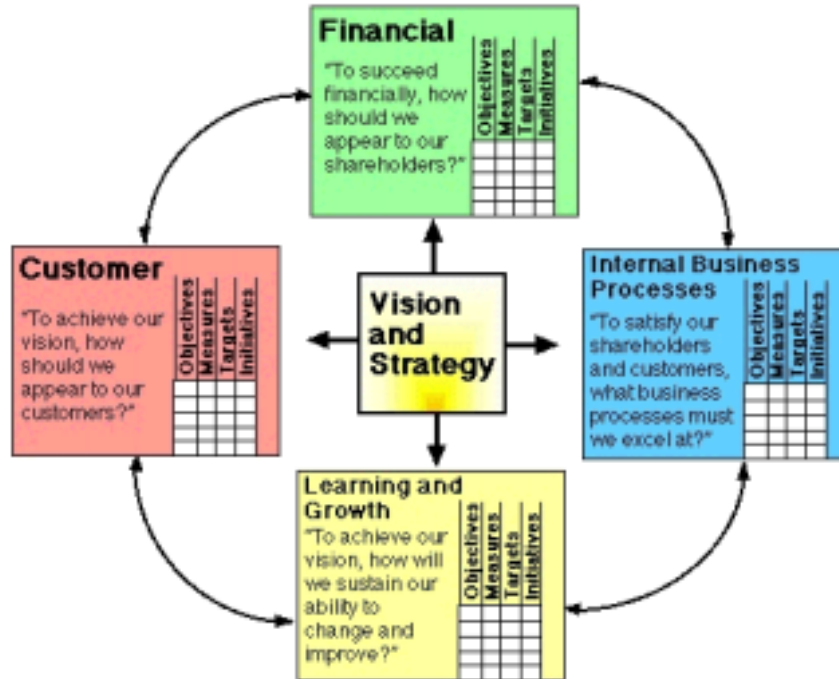 Financial
"To succeed
financially, how
should we
appear to our
shareholders?"
Objectives
Measures
Targets
Initiatives
Customer
"To achieve our
vision, how
should we
appear to our
customers?"
Objectives
Measures
Targets
Initiatives
Vision
and
Strategy
Internal Business
Processes
"To satisfy our
shareholders
and customers,
what business
processes must
we excel at?"
Objectives
Measures
Targets
Initiatives
Learning and
Growth
"To achieve our
vision, how will
we sustain our
ability to
change and
improve?"
Objectives
Measures
Targets
Initiatives